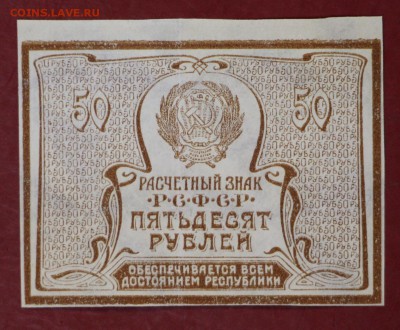 COINS.LAVE.RU
50 50
РАСЧЕТНЫЙ ЗНАК
Р·С·Ф·С·Р
ПЯТЬДЕСЯТ
РУБЛЕЙ
ОБЕСПЕЧИВАЕТСЯ ВСЕМ
ДОСТОЯНИЕМ РЕСПУБЛИКИ